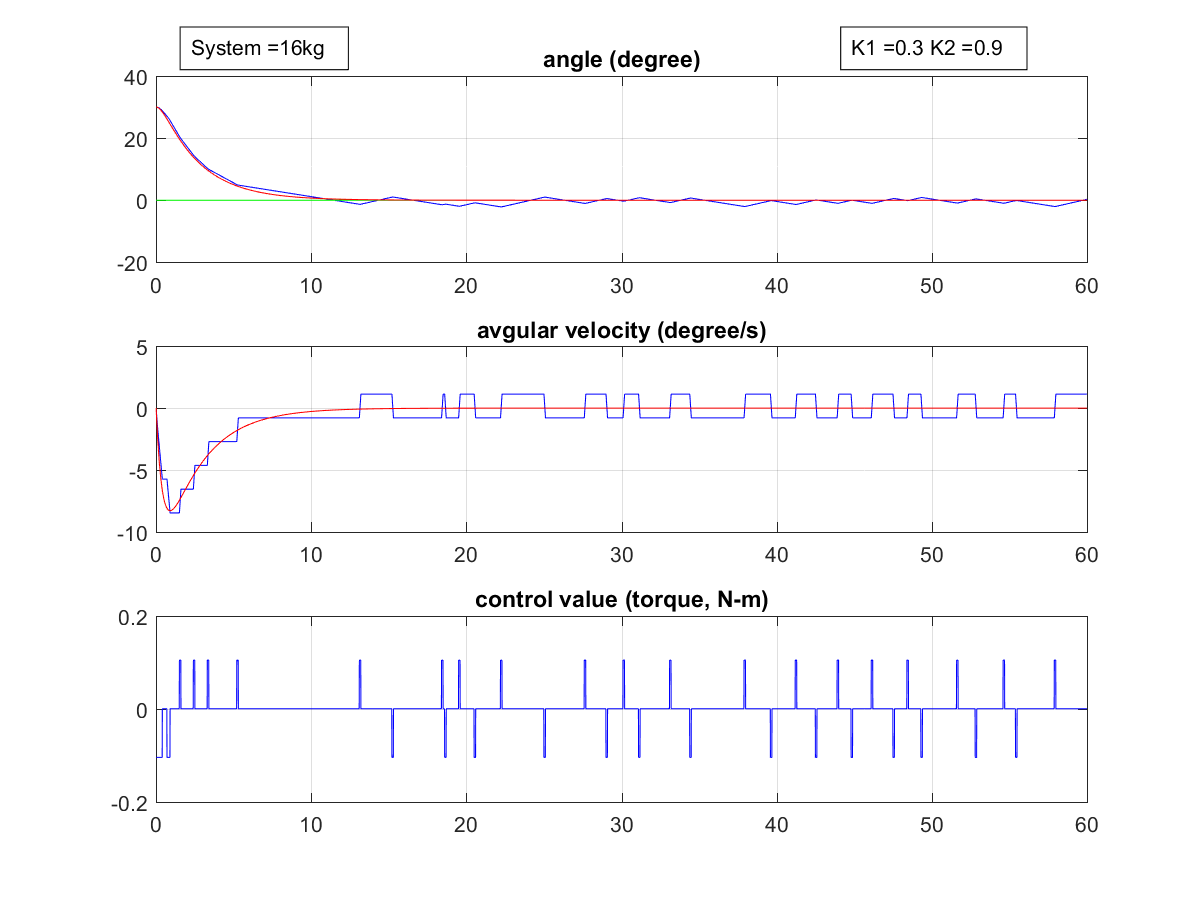 System =16kg
K1 =0.3 K2 =0.9
angle (degree)
40
20
0
-20
0 10 20 30 40 50 60
avgular velocity (degree/s)
5
0
-5
-10
0 10 20 30 40 50 60
control value (torque, N-m)
0.2
0
-0.2
0 10 20 30 40 50 60